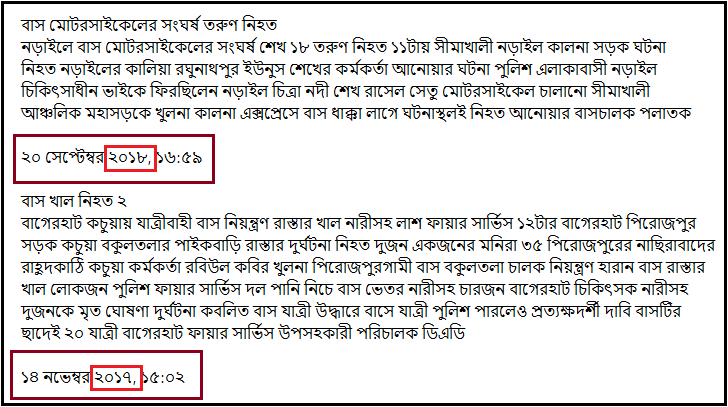 বাস মোটরসাইকেলের সংঘর্ষ তরুণ নিহত
নড়াইলে বাস মোটরসাইকেলের সংঘর্ষ শেখ ১৮ তরুণ নিহত ১১টায় সীমাখালী নড়াইল কালনা সড়ক ঘটনা
নিহত নড়াইলের কালিয়া রঘুনাথপুর ইউনুস শেখের কর্মকর্তা আনোয়ার ঘটনা পুলিশ এলাকাবাসী নড়াইল
চিকিৎসাধীন ভাইকে ফিরছিলেন নড়াইল চিত্রা নদী শেখ রাসেল সেতু মোটরসাইকেল চালানো সীমাখালী
আঞ্চলিক মহাসড়কে খুলনা কালনা এক্সপ্রেসে বাস ধাক্কা লাগে ঘটনাস্থলই নিহত আনোয়ার বাসচালক পলাতক
২০ সেপ্টেম্বর ২০১৮, ১৬:৫৯
বাস খাল নিহত ২
বাগেরহাট কচুয়ায় যাত্রীবাহী বাস নিয়ন্ত্রণ রাস্তার খাল নারীসহ লাশ ফায়ার সার্ভিস ১২টার বাগেরহাট পিরোজপুর
সড়ক কচুয়া বকুলতলার পাইকবাড়ি রাস্তার দুর্ঘটনা নিহত দুজন একজনের মনিরা ৩৫ পিরোজপুরের নাছিরাবাদের
রাহুদকাঠি কচুয়া কর্মকর্তা রবিউল কবির খুলনা পিরোজপুরগামী বাস বকুলতলা চালক নিয়ন্ত্রণ হারান বাস রাস্তার
খাল লোকজন পুলিশ ফায়ার সার্ভিস দল পানি নিচে বাস ভেতর নারীসহ চারজন বাগেরহাট চিকিৎসক নারীসহ
দুজনকে মৃত ঘোষণা দুর্ঘটনা কবলিত বাস যাত্রী উদ্ধারে বাসে যাত্রী পুলিশ পারলেও প্রত্যক্ষদর্শী দাবি বাসটির
ছাদেই ২০ যাত্রী বাগেরহাট ফায়ার সার্ভিস উপসহকারী পরিচালক ডিএডি
১৪ নভেম্বর ২০১৭, ১৫:০২